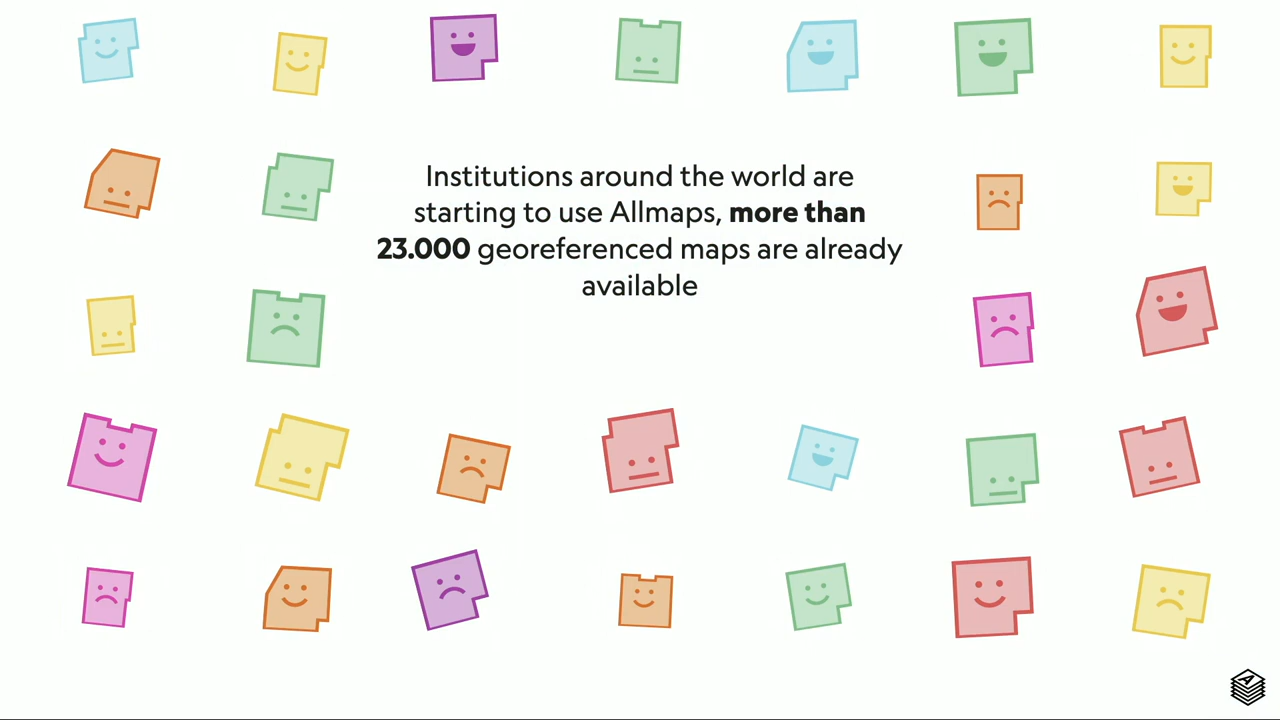 Institutions around the world are
starting to use Allmaps, more than
23.000 georeferenced maps are already
available
A